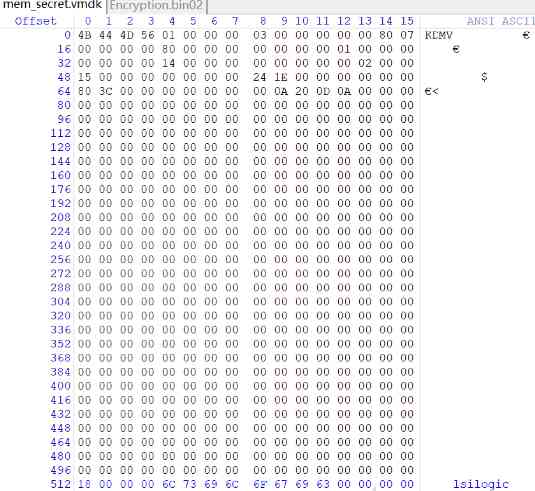 mem_secret.vmdk Encryption.bin02
Offset 0 1 2 3 4 5 6 7 8 9 10 11 12 13 14 15 ANSI ASCII
0 4B 44 4D 56 01 00 00 00 03 00 00 00 00 00 80 07 KDMV €
16 00 00 00 00 80 00 00 00 00 00 00 00 01 00 00 00 €
32 00 00 00 00 14 00 00 00 00 00 00 00 00 02 00 00
48 15 00 00 00 00 00 00 00 24 1E 00 00 00 00 00 00 $
64 80 3C 00 00 00 00 00 00 00 0A 20 0D 0A 00 00 00 €<
80 00 00 00 00 00 00 00 00 00 00 00 00 00 00 00 00
96 00 00 00 00 00 00 00 00 00 00 00 00 00 00 00 00
112 00 00 00 00 00 00 00 00 00 00 00 00 00 00 00 00
128 00 00 00 00 00 00 00 00 00 00 00 00 00 00 00 00
144 00 00 00 00 00 00 00 00 00 00 00 00 00 00 00 00
160 00 00 00 00 00 00 00 00 00 00 00 00 00 00 00 00
176 00 00 00 00 00 00 00 00 00 00 00 00 00 00 00 00
192 00 00 00 00 00 00 00 00 00 00 00 00 00 00 00 00
208 00 00 00 00 00 00 00 00 00 00 00 00 00 00 00 00
224 00 00 00 00 00 00 00 00 00 00 00 00 00 00 00 00
240 00 00 00 00 00 00 00 00 00 00 00 00 00 00 00 00
256 00 00 00 00 00 00 00 00 00 00 00 00 00 00 00 00
272 00 00 00 00 00 00 00 00 00 00 00 00 00 00 00 00
288 00 00 00 00 00 00 00 00 00 00 00 00 00 00 00 00
304 00 00 00 00 00 00 00 00 00 00 00 00 00 00 00 00
320 00 00 00 00 00 00 00 00 00 00 00 00 00 00 00 00
336 00 00 00 00 00 00 00 00 00 00 00 00 00 00 00 00
352 00 00 00 00 00 00 00 00 00 00 00 00 00 00 00 00
368 00 00 00 00 00 00 00 00 00 00 00 00 00 00 00 00
384 00 00 00 00 00 00 00 00 00 00 00 00 00 00 00 00
400 00 00 00 00 00 00 00 00 00 00 00 00 00 00 00 00
416 00 00 00 00 00 00 00 00 00 00 00 00 00 00 00 00
432 00 00 00 00 00 00 00 00 00 00 00 00 00 00 00 00
448 00 00 00 00 00 00 00 00 00 00 00 00 00 00 00 00
464 00 00 00 00 00 00 00 00 00 00 00 00 00 00 00 00
480 00 00 00 00 00 00 00 00 00 00 00 00 00 00 00 00
496 00 00 00 00 00 00 00 00 00 00 00 00 00 00 00 00
512 18 00 00 00 6C 73 69 6C 6F 67 69 63 00 00 00 00 lsilogic